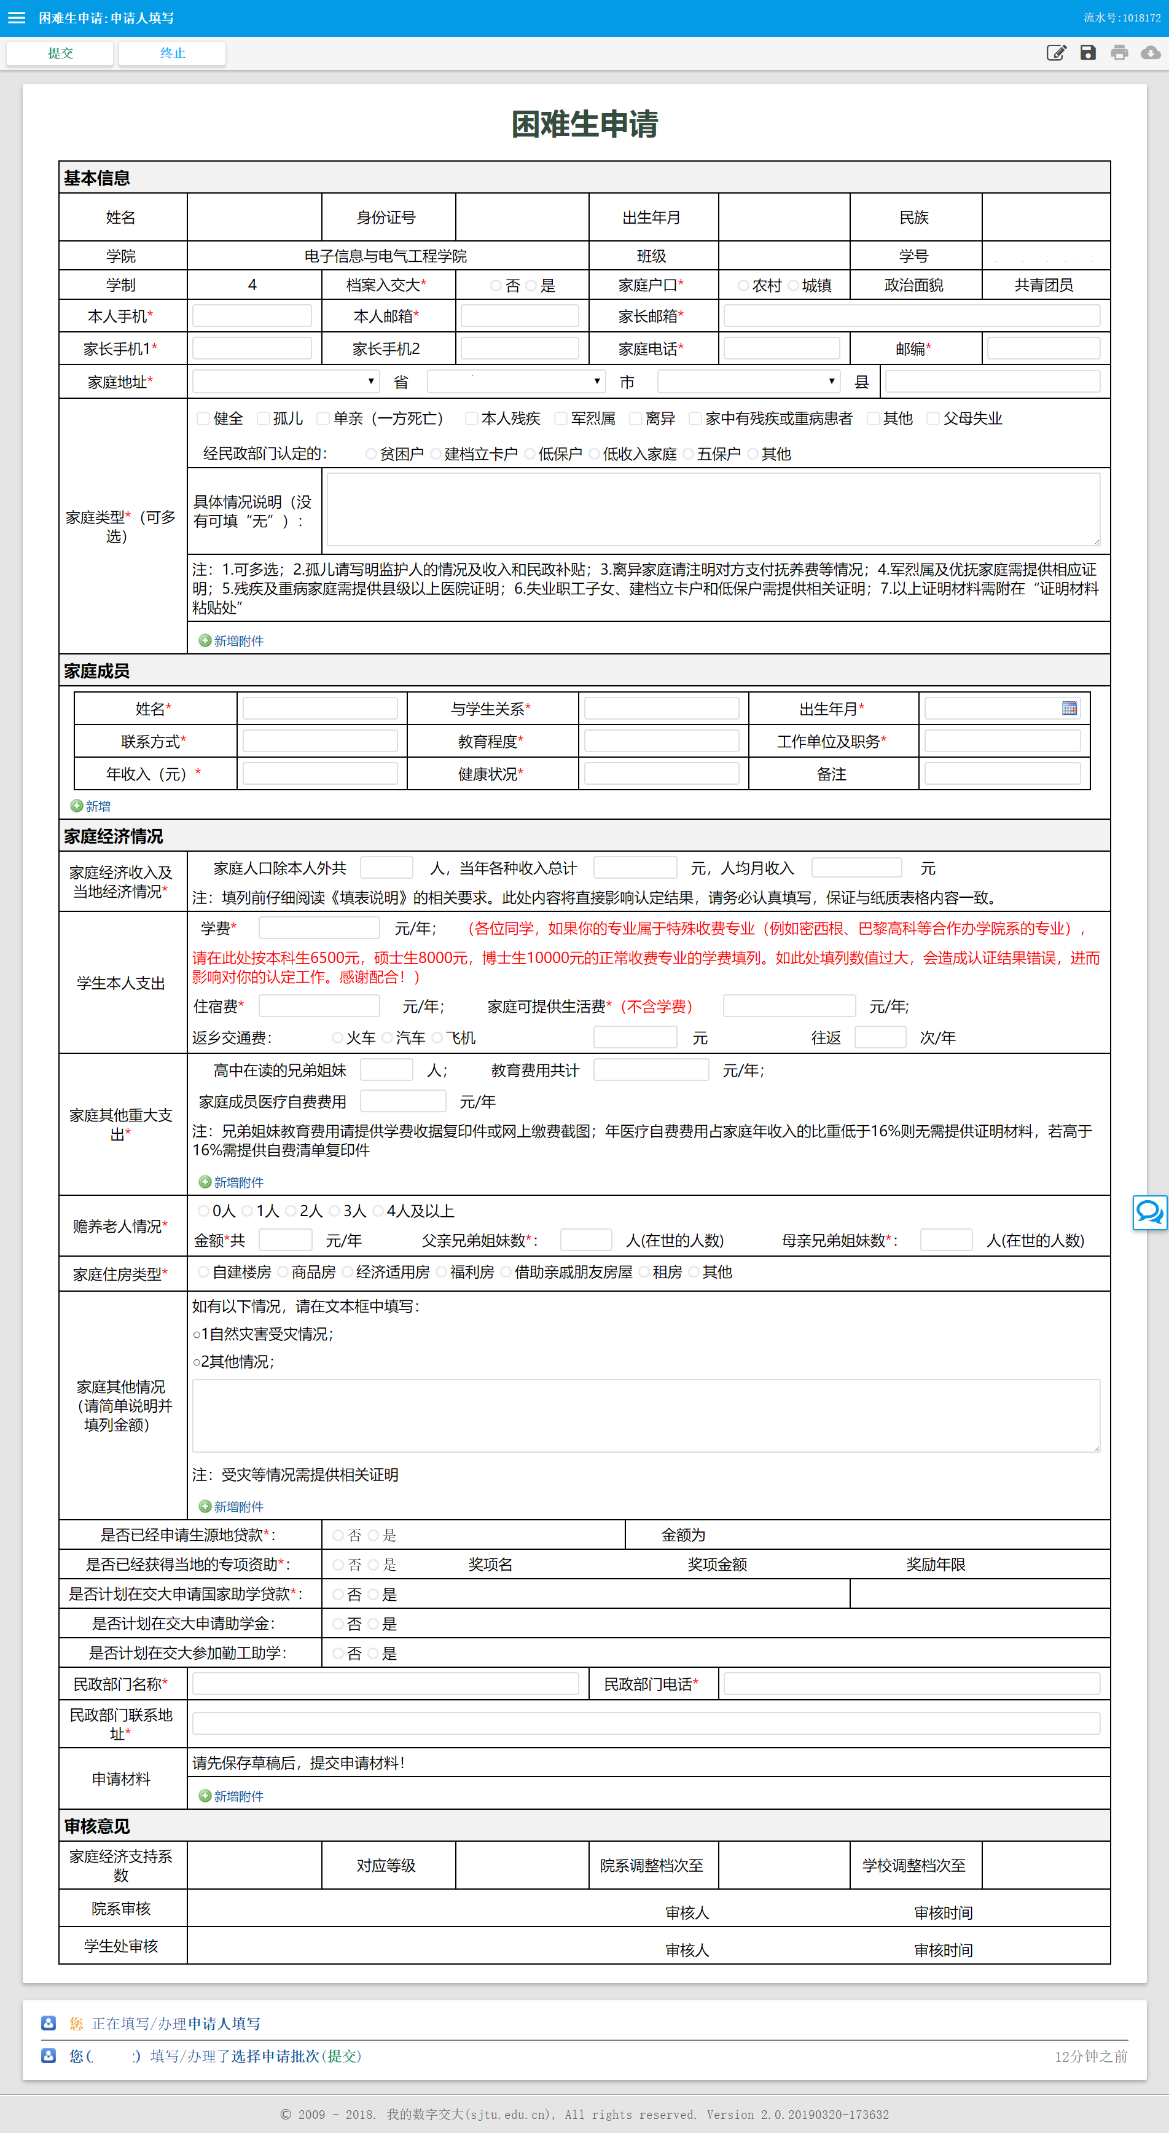 困难生申请:申请人填写
流水号:1018172
提交 终止
困难生申请
基本信息
姓名 身份证号 出生年月 民族
学院 电子信息与电气工程学院 班级 学号
学制 4 档案入交大* 否 是 家庭户口* 农村 城镇 政治面貌 共青团员
本人手机* 本人邮箱* 家长邮箱*
家长手机1* 家长手机2 家庭电话* 邮编*
家庭地址* 省 市 县
家庭类型*（可多选）
健全 孤儿 单亲（一方死亡） 本人残疾 军烈属 离异 家中有残疾或重病患者 其他 父母失业
经民政部门认定的： 贫困户 建档立卡户 低保户 低收入家庭 五保户 其他
具体情况说明（没
有可填“无”）：
注：1.可多选；2.孤儿请写明监护人的情况及收入和民政补贴；3.离异家庭请注明对方支付抚养费等情况；4.军烈属及优抚家庭需提供相应证
明；5.残疾及重病家庭需提供县级以上医院证明；6.失业职工子女、建档立卡户和低保户需提供相关证明；7.以上证明材料需附在“证明材料
粘贴处”
新增附件
家庭成员
姓名* 与学生关系* 出生年月*
联系方式* 教育程度* 工作单位及职务*
年收入（元）* 健康状况* 备注
新增
家庭经济情况
家庭经济收入及
当地经济情况*
家庭人口除本人外共 人，当年各种收入总计 元，人均月收入 元
注：填列前仔细阅读《填表说明》的相关要求。此处内容将直接影响认定结果，请务必认真填写，保证与纸质表格内容一致。
学生本人支出
学费* 元/年； （各位同学，如果你的专业属于特殊收费专业（例如密西根、巴黎高科等合作办学院系的专业），
请在此处按本科生6500元，硕士生8000元，博士生10000元的正常收费专业的学费填列。如此处填列数值过大，会造成认证结果错误，进而
影响对你的认定工作。感谢配合！）
住宿费* 元/年； 家庭可提供生活费*（不含学费） 元/年；
返乡交通费： 火车 汽车 飞机 元 往返 次/年
家庭其他重大支
出*
高中在读的兄弟姐妹 人； 教育费用共计 元/年；
家庭成员医疗自费费用 元/年
注：兄弟姐妹教育费用请提供学费收据复印件或网上缴费截图；年医疗自费费用占家庭年收入的比重低于16%则无需提供证明材料，若高于
16%需提供自费清单复印件
新增附件
赡养老人情况*
0人 1人 2人 3人 4人及以上
金额*共 元/年 父亲兄弟姐妹数*： 人(在世的人数) 母亲兄弟姐妹数*： 人(在世的人数)
家庭住房类型* 自建楼房 商品房 经济适用房 福利房 借助亲戚朋友房屋 租房 其他
家庭其他情况
（请简单说明并
填列金额）
如有以下情况，请在文本框中填写：
○1自然灾害受灾情况；
○2其他情况；
注：受灾等情况需提供相关证明
新增附件
是否已经申请生源地贷款*： 否 是 金额为
是否已经获得当地的专项资助*： 否 是 奖项名 奖项金额 奖励年限
是否计划在交大申请国家助学贷款*： 否 是
是否计划在交大申请助学金： 否 是
是否计划在交大参加勤工助学： 否 是
民政部门名称* 民政部门电话*
民政部门联系地
址*
申请材料
请先保存草稿后，提交申请材料！
新增附件
审核意见
家庭经济支持系
数 对应等级 院系调整档次至 学校调整档次至
院系审核 审核人 审核时间
学生处审核 审核人 审核时间
您 正在填写/办理申请人填写
您( :) 填写/办理了选择申请批次(提交) 12分钟之前
© 2009 - 2018. 我的数字交大(sjtu.edu.cn), All rights reserved. Version 2.0.20190320-173632